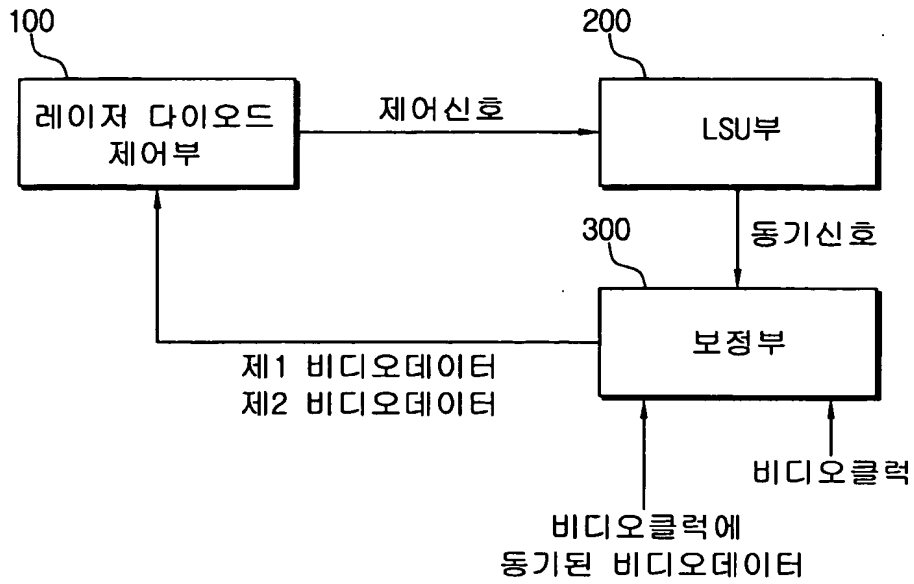 100
200
레이저 다이오드
제어부
제어신호
LSU부
300
동기신호
보정부
제1 비디오데이터
제2 비디오데이터
비디오클럭
비디오클럭에
동기된 비디오데이터